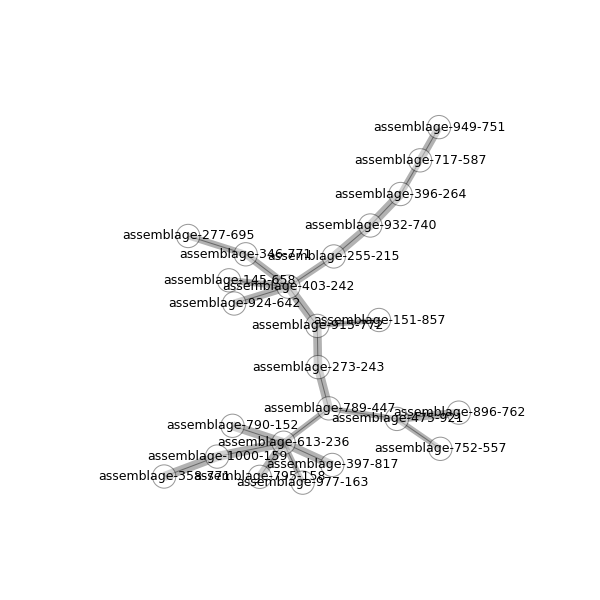 assemblage-949-751
assemblage-717-587
assemblage-396-264
assemblage-932-740
assemblage-277-695
assemblage-346-771
assemblage-255-215
assemblage-145-658
assemblage-403-242
assemblage-924-642
assemblage-151-857
assemblage-915-772
assemblage-273-243
assemblage-789-447
assemblage-896-762
assemblage-475-921
assemblage-790-152
assemblage-613-236
assemblage-752-557
assemblage-1000-159
assemblage-397-817
assemblage-358-771
assemblage-795-158
assemblage-977-163